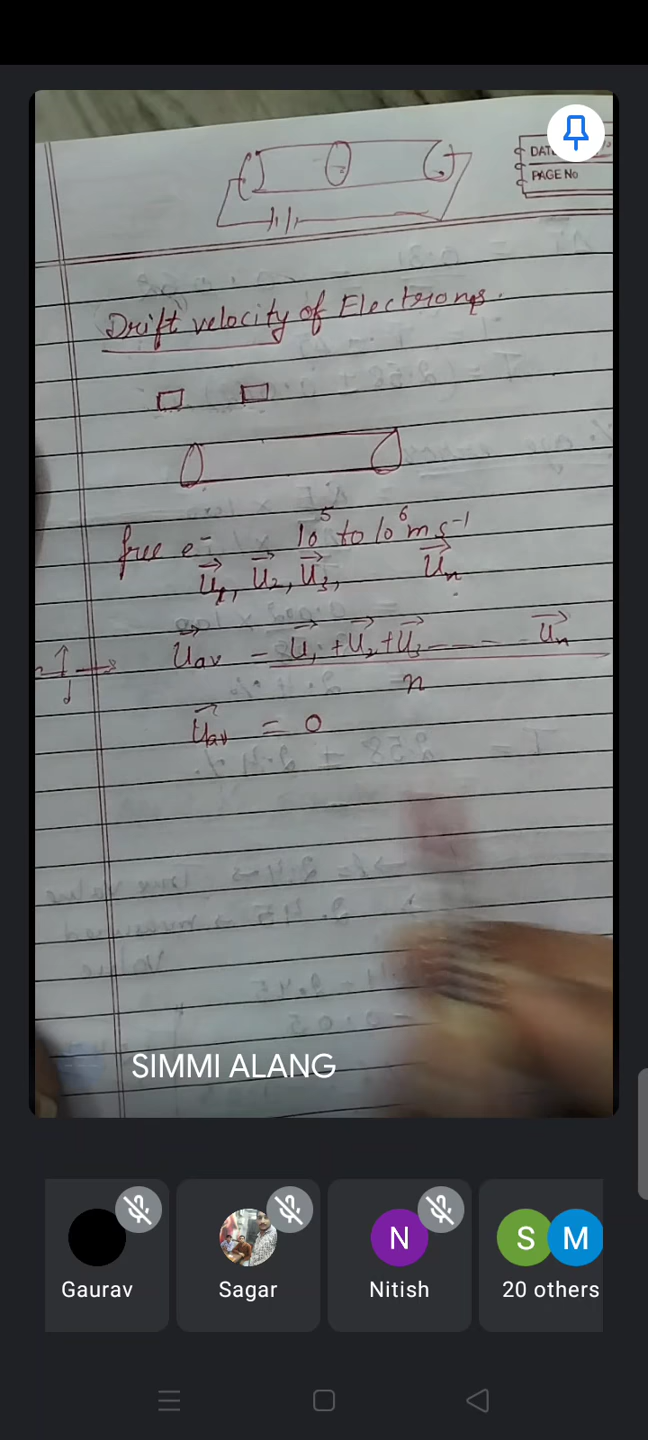 DATE
PAGE No
Drift velocity of Electrons.
free e⁻ 10⁵ to 10⁶ ms⁻¹
U⃗₁, U⃗₂, U⃗₃, U⃗ₙ
U⃗av = U⃗₁ + U⃗₂ + U⃗₃ ------ U⃗ₙ
n
U⃗av = 0
SIMMI ALANG
Gaurav
Sagar
N
Nitish
S M
20 others